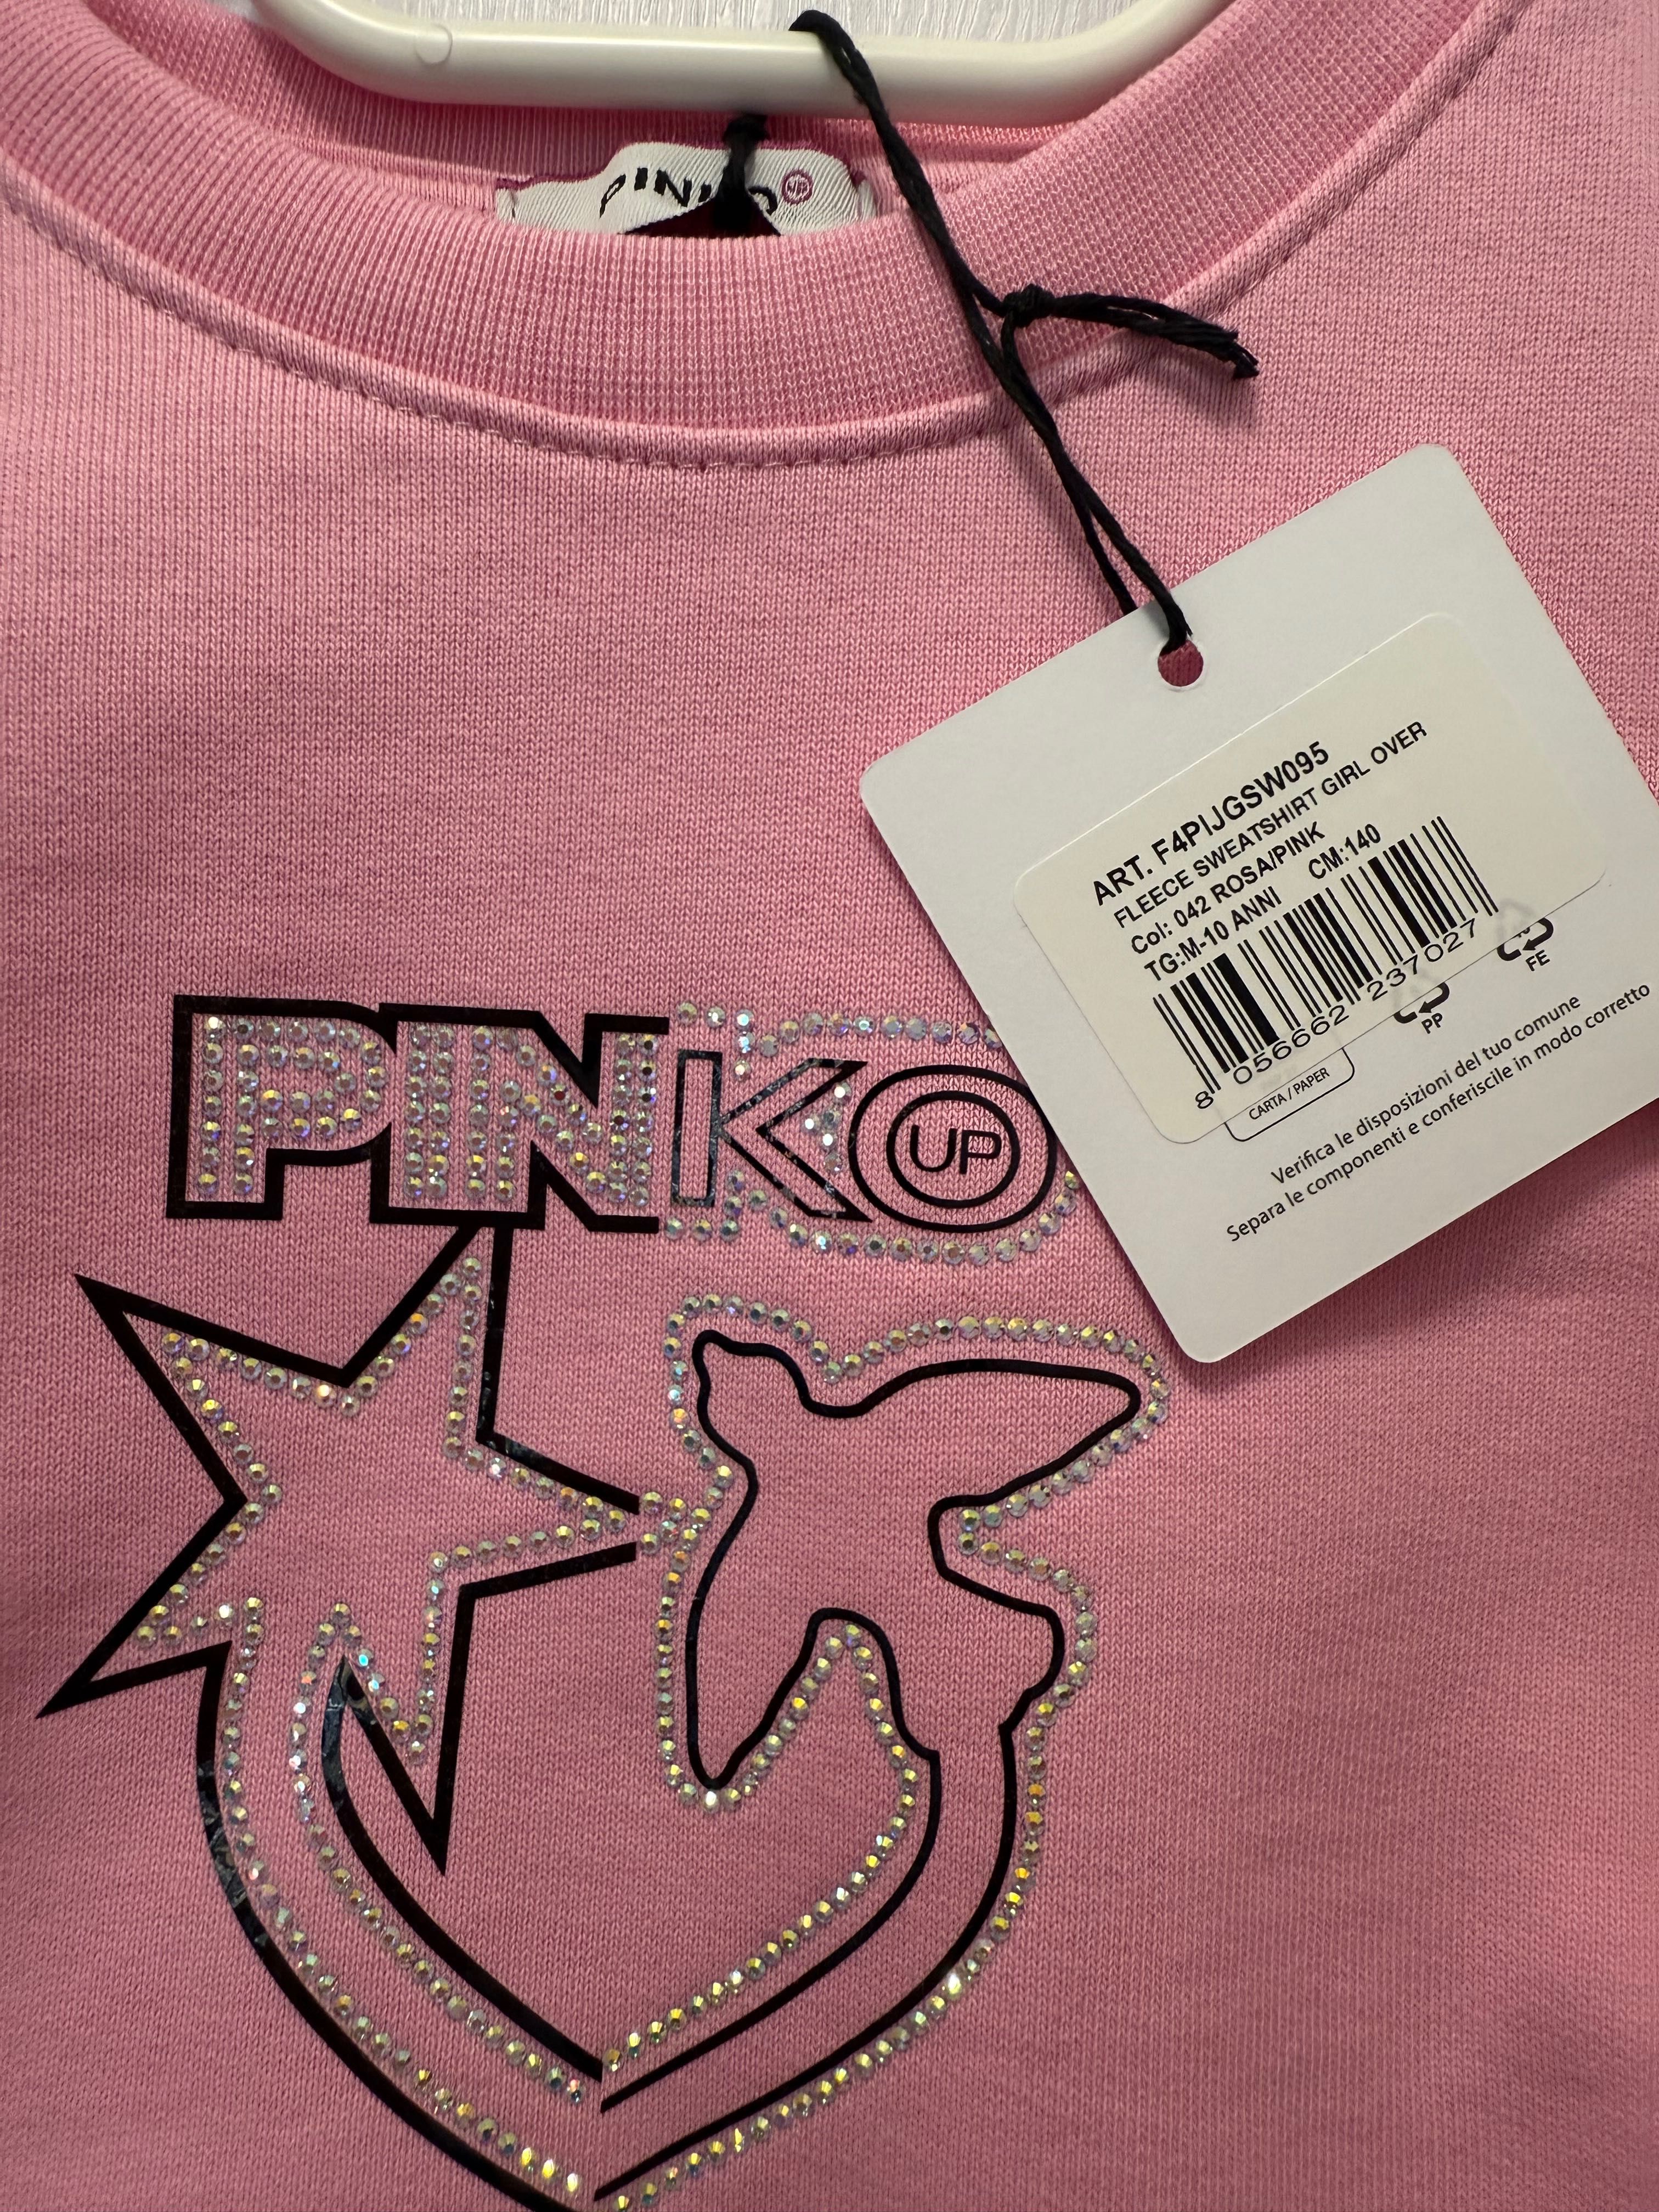 PINKO UP
ART. F4PIJGSW095
FLEECE SWEATSHIRT GIRL OVER
Col: 042 ROSA/PINK
TG:M-10 ANNI CM:140
8 056662 237027
FE
PP
CARTA / PAPER
Verifica le disposizioni del tuo comune
Separa le componenti e conferiscile in modo corretto
PINKO
UP